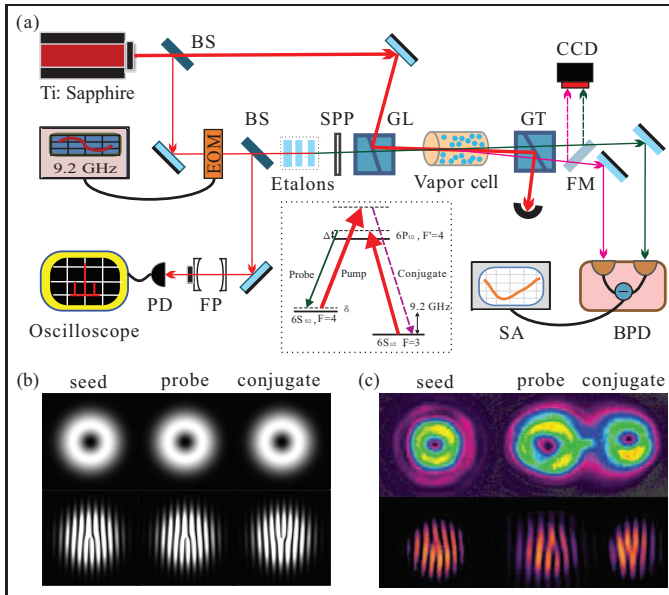 (a)
BS
CCD
Ti: Sapphire
BS
SPP
GL
GT
EOM
9.2 GHz
Etalons
Vapor cell
FM
Δ
6P1/2, F'=4
Probe
Pump
Conjugate
9.2 GHz
6S1/2, F=4
δ
6S1/2 F=3
PD
FP
Oscilloscope
SA
BPD
(b)
seed
probe
conjugate
(c)
seed
probe
conjugate